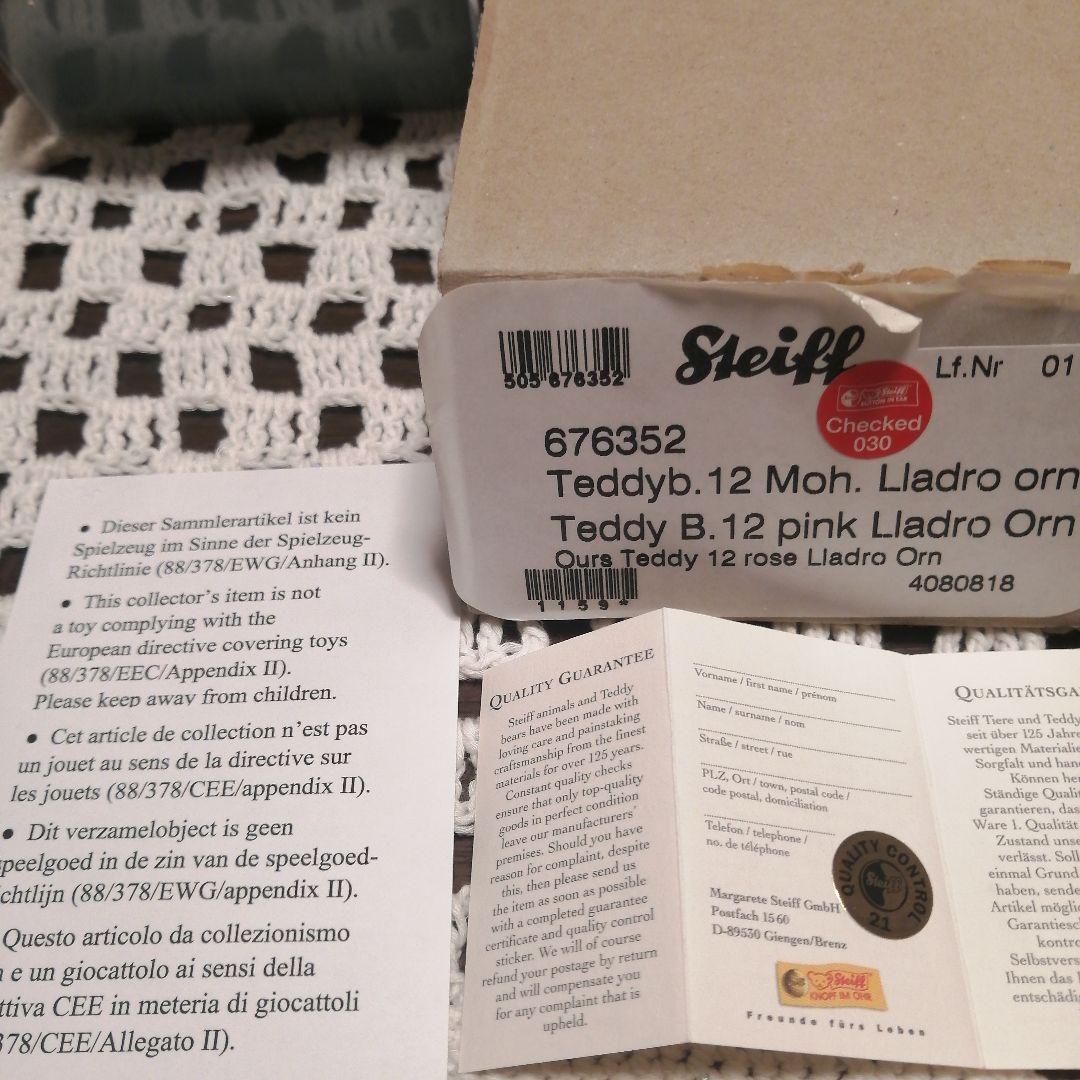 505 676352
Steiff
Lf.Nr 01
Steiff
BUTTON IN EAR
Checked
030
676352
Teddyb.12 Moh. Lladro orn
Teddy B.12 pink Lladro Orn
Ours Teddy 12 rose Lladro Orn
4080818
1159*
• Dieser Sammlerartikel ist kein
Spielzeug im Sinne der Spielzeug-
Richtlinie (88/378/EWG/Anhang II).
• This collector's item is not
a toy complying with the
European directive covering toys
(88/378/EEC/Appendix II).
Please keep away from children.
• Cet article de collection n'est pas
un jouet au sens de la directive sur
les jouets (88/378/CEE/appendix II).
• Dit verzamelobject is geen
speelgoed in de zin van de speelgoed-
chtlijn (88/378/EWG/appendix II).
Questo articolo da collezionismo
e un giocattolo ai sensi della
ttiva CEE in meteria di giocattoli
378/CEE/Allegato II).
QUALITY GUARANTEE
Steiff animals and Teddy
bears have been made with
loving care and painstaking
craftsmanship from the finest
materials for over 125 years.
Constant quality checks
ensure that only top-quality
goods in perfect condition
leave our manufacturers'
premises. Should you have
reason for complaint, despite
this, then please send us
the item as soon as possible
with a completed guarantee
certificate and quality control
sticker. We will of course
refund your postage by return
and will compensate you
for any complaint that is
upheld.
Vorname / first name / prénom
Name / surname / nom
Straße / street / rue
PLZ, Ort / town, postal code /
code postal, domiciliation
Telefon / telephone /
no. de téléphone
Margarete Steiff GmbH
Postfach 1560
D-89530 Giengen/Brenz
QUALITY CONTROL
Steiff
21
Steiff
KNOPF IM OHR
Freunde fürs Leben
QUALITÄTSGA
Steiff Tiere und Teddy
seit über 125 Jahre
wertigen Materialie
Sorgfalt und han
Können her
Ständige Quali
garantieren, das
Ware 1. Qualität
Zustand unse
verlässt. Soll
einmal Grund
haben, sende
Artikel möglic
Garantiesc
kontro
Selbstvers
Ihnen das
entschädi